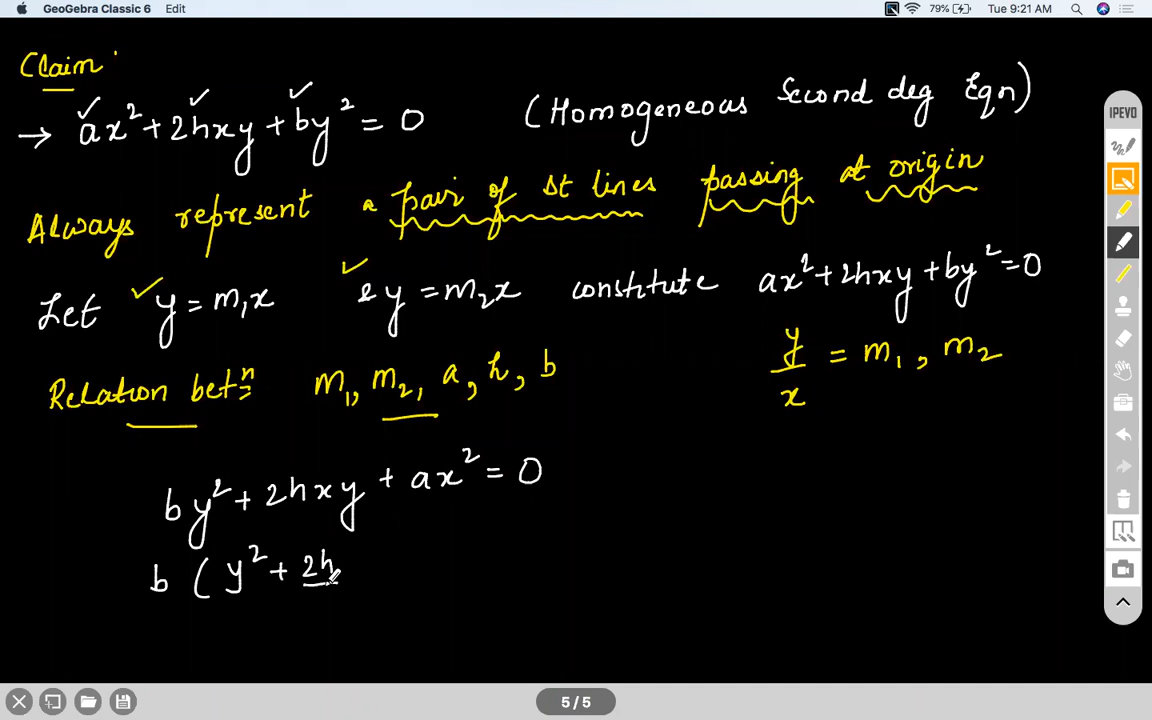 GeoGebra Classic 6 Edit 79% Tue 9:21 AM
Claim:
→ ax² + 2hxy + by² = 0 (Homogeneous Second deg Eqn)
Always represent a pair of st lines passing at origin
Let y = m₁x & y = m₂x constitute ax² + 2hxy + by² = 0
y/x = m₁, m₂
Relation betⁿ m₁, m₂, a, h, b
by² + 2hxy + ax² = 0
b ( y² + 2h
IPEVO
5 / 5